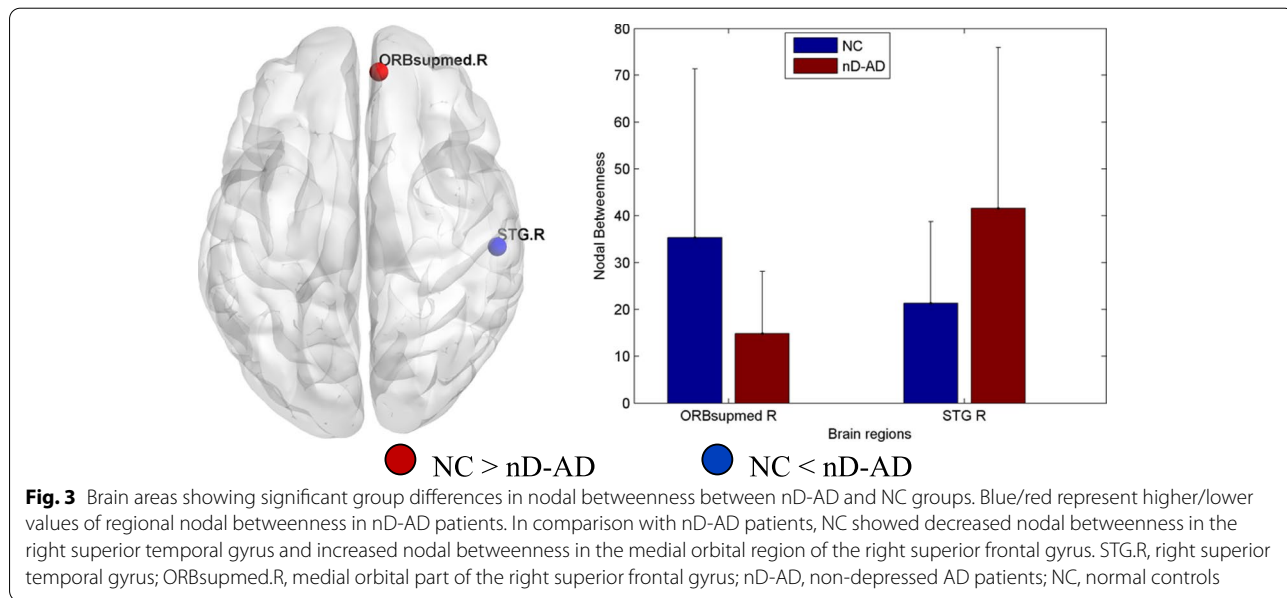 ORBsupmed.R
STG.R
80
70
60
50
40
30
20
10
0
Nodal Betweenness
NC
nD-AD
ORBsupmed R
STG R
Brain regions
NC > nD-AD
NC < nD-AD
Fig. 3 Brain areas showing significant group differences in nodal betweenness between nD-AD and NC groups. Blue/red represent higher/lower
values of regional nodal betweenness in nD-AD patients. In comparison with nD-AD patients, NC showed decreased nodal betweenness in the
right superior temporal gyrus and increased nodal betweenness in the medial orbital region of the right superior frontal gyrus. STG.R, right superior
temporal gyrus; ORBsupmed.R, medial orbital part of the right superior frontal gyrus; nD-AD, non-depressed AD patients; NC, normal controls